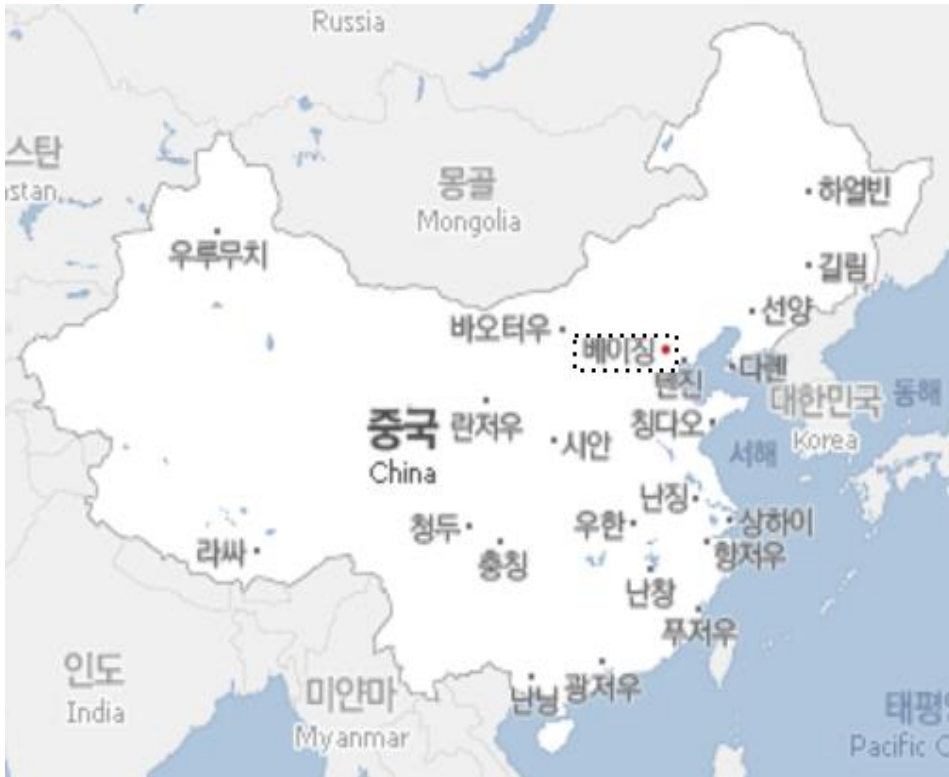 Russia
스탄
stan
몽골
Mongolia
하얼빈
우루무치
길림
선양
바오터우
베이징
톈진
다롄
대한민국
Korea
동해
중국
China
란저우
시안
칭다오
서해
난징
청두
우한
상하이
항저우
충칭
라싸
난창
푸저우
인도
India
미얀마
Myanmar
난닝
광저우
태평양
Pacific O